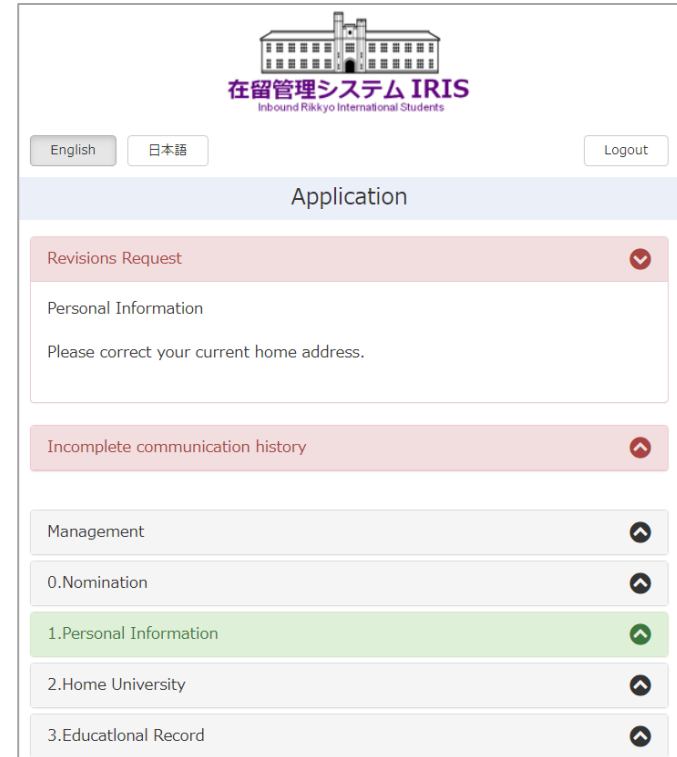 在留管理システム IRIS
Inbound Rikkyo International Students
English 日本語 Logout
Application
Revisions Request
Personal Information
Please correct your current home address.
Incomplete communication history
Management
0.Nomination
1.Personal Information
2.Home University
3.Educatlonal Record